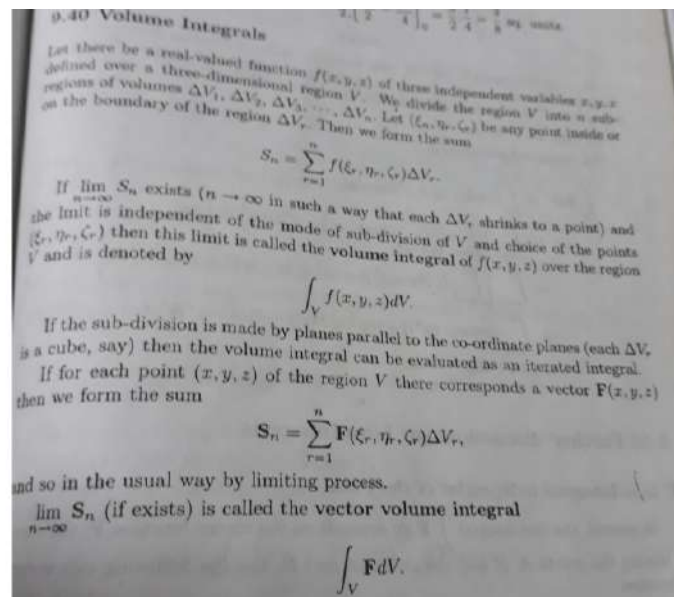 9.40 Volume Integrals
Let there be a real-valued function f(x, y, z) of three independent variables x, y, z
defined over a three-dimensional region V. We divide the region V into n sub-
regions of volumes ΔV₁, ΔV₂, ΔV₃, ···, ΔVₙ. Let (ξᵣ, ηᵣ, ζᵣ) be any point inside or
on the boundary of the region ΔVᵣ. Then we form the sum
Sₙ = ∑ₙᵣ₌₁ f(ξᵣ, ηᵣ, ζᵣ)ΔVᵣ.
If lim n→∞ Sₙ exists (n → ∞ in such a way that each ΔVᵣ shrinks to a point) and
the lmit is independent of the mode of sub-division of V and choice of the points
(ξᵣ, ηᵣ, ζᵣ) then this limit is called the volume integral of f(x, y, z) over the region
V and is denoted by
∫_V f(x, y, z)dV.
If the sub-division is made by planes parallel to the co-ordinate planes (each ΔVᵣ
is a cube, say) then the volume integral can be evaluated as an iterated integral.
If for each point (x, y, z) of the region V there corresponds a vector F(x, y, z)
then we form the sum
Sₙ = ∑ₙᵣ₌₁ F(ξᵣ, ηᵣ, ζᵣ)ΔVᵣ,
and so in the usual way by limiting process.
lim n→∞ Sₙ (if exists) is called the vector volume integral
∫_V FdV.